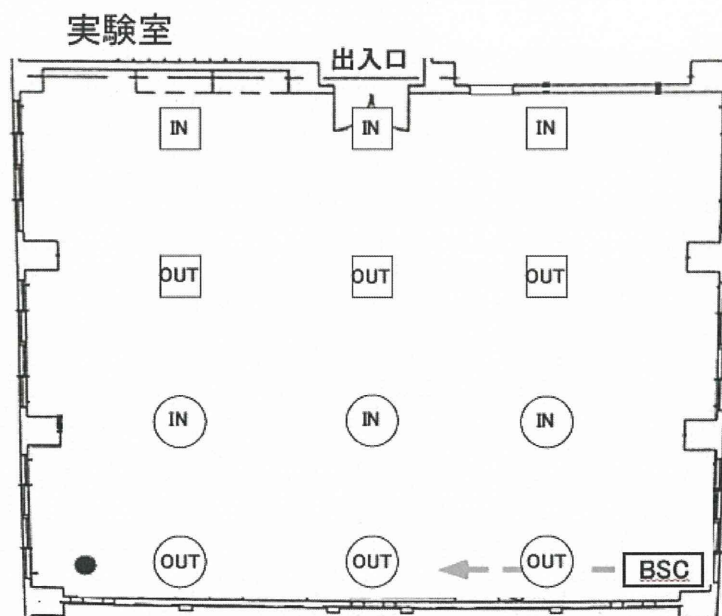 実験室
出入口
IN IN IN
OUT OUT OUT
IN IN IN
OUT OUT OUT BSC